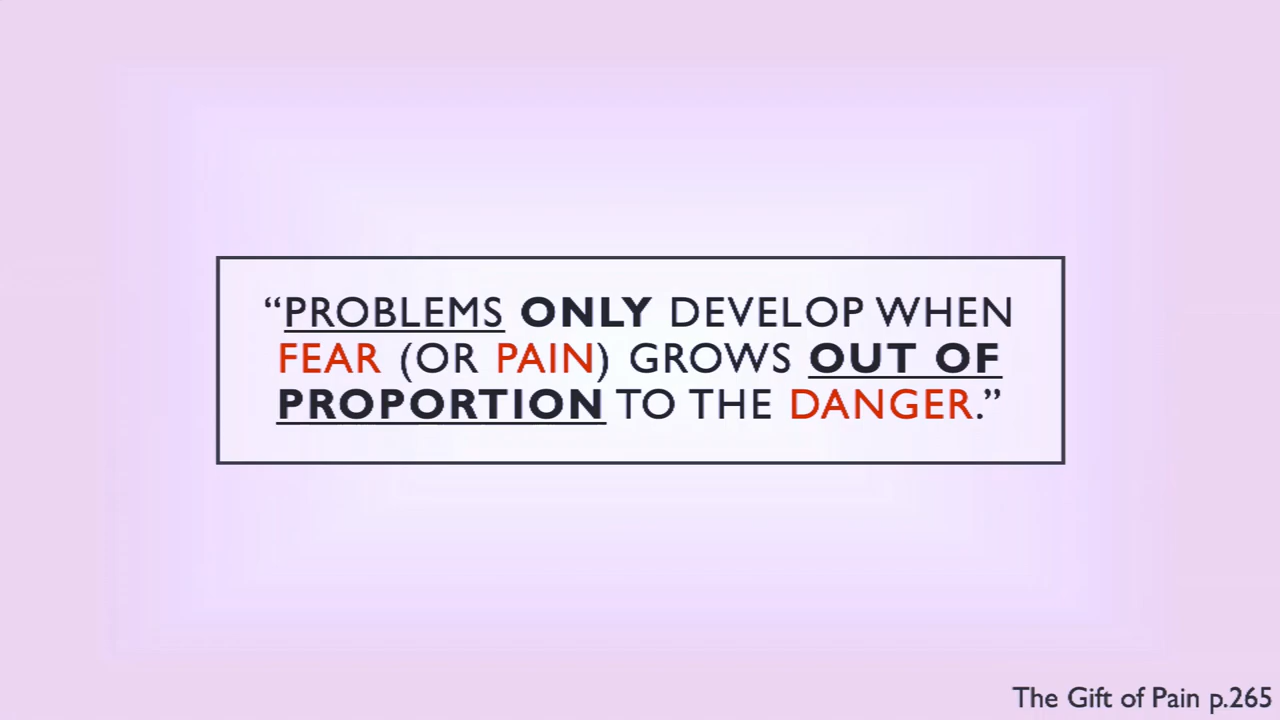 “PROBLEMS ONLY DEVELOP WHEN
FEAR (OR PAIN) GROWS OUT OF
PROPORTION TO THE DANGER.”
The Gift of Pain p.265